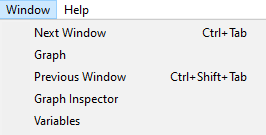 Window Help
Next Window Ctrl+Tab
Graph
Previous Window Ctrl+Shift+Tab
Graph Inspector
Variables